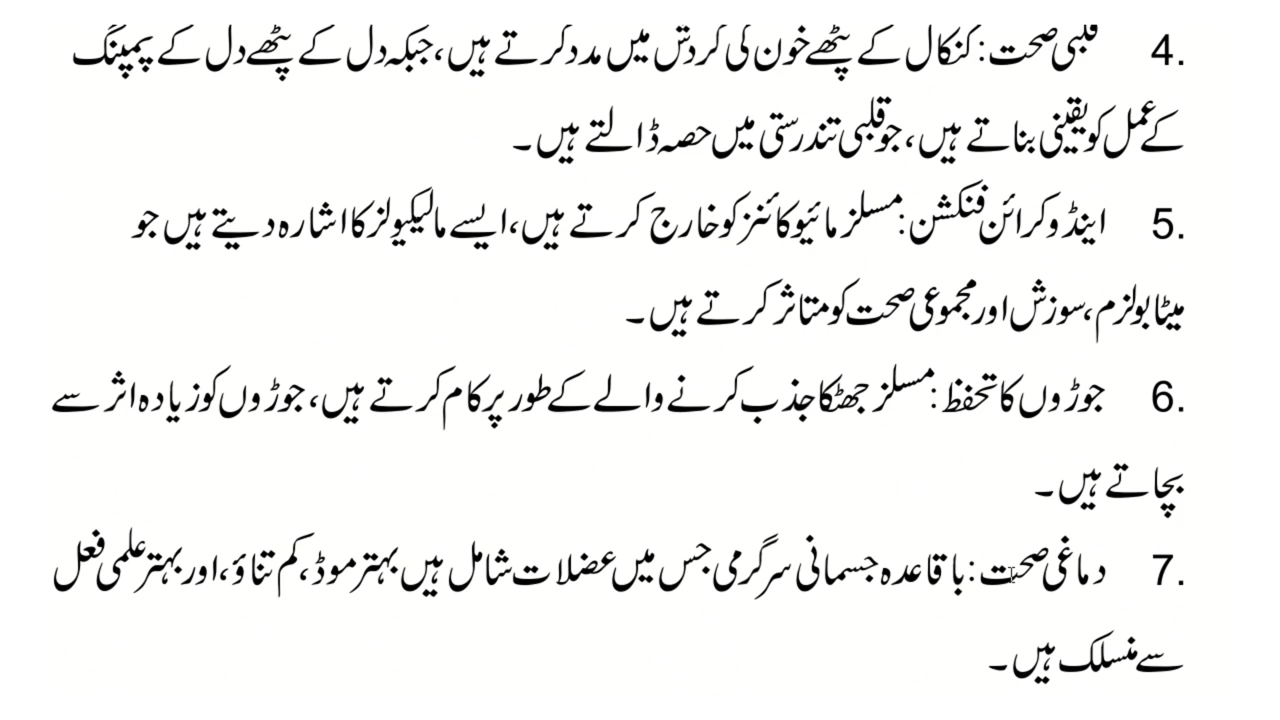 4. قلبی صحت: کنکال کے پٹھے خون کی گردش میں مدد کرتے ہیں، جبکہ دل کے پٹھے دل کے پمپنگ
کے عمل کو یقینی بناتے ہیں، جو قلبی تندرستی میں حصہ ڈالتے ہیں۔
5. اینڈوکرائن فنکشن: مسلز مائیوکائنز کو خارج کرتے ہیں، ایسے مالیکیولز کا اشارہ دیتے ہیں جو
میٹابولزم، سوزش اور مجموعی صحت کو متاثر کرتے ہیں۔
6. جوڑوں کا تحفظ: مسلز جھٹکا جذب کرنے والے کے طور پر کام کرتے ہیں، جوڑوں کو زیادہ اثر سے
بچاتے ہیں۔
7. دماغی صحت: باقاعدہ جسمانی سرگرمی جس میں عضلات شامل ہیں بہتر موڈ، کم تناؤ، اور بہتر علمی فعل
سے منسلک ہیں۔